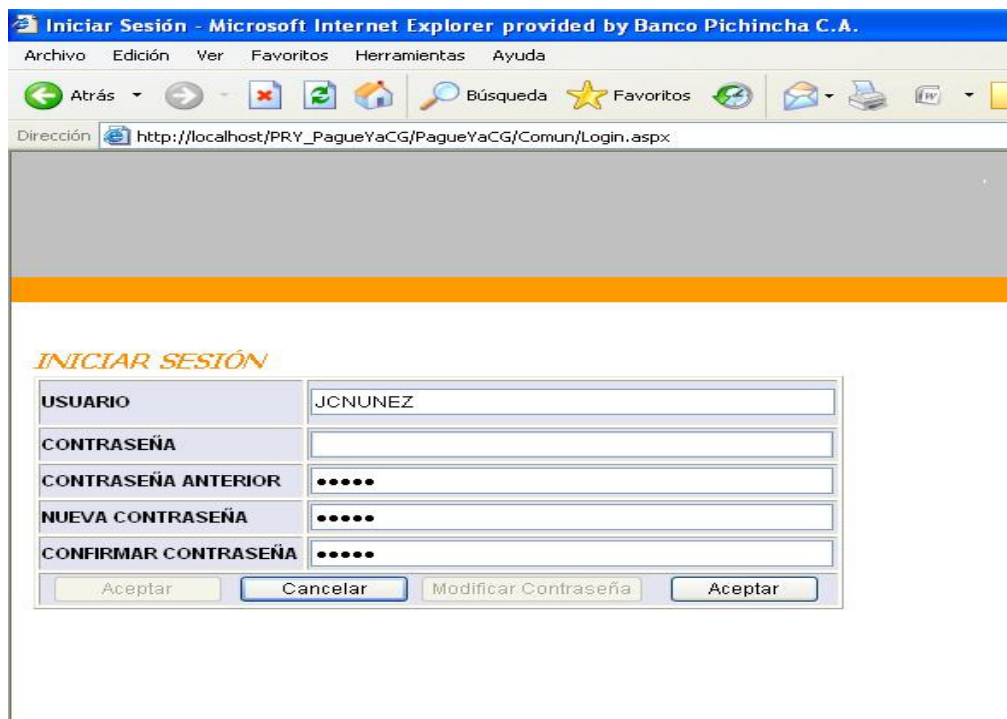 Iniciar Sesión - Microsoft Internet Explorer provided by Banco Pichincha C.A.
Archivo Edición Ver Favoritos Herramientas Ayuda
Atrás Búsqueda Favoritos
Dirección http://localhost/PRY_PagueYaCG/PagueYaCG/Comun/Login.aspx
INICIAR SESIÓN
USUARIO JCNUNEZ
CONTRASEÑA
CONTRASEÑA ANTERIOR •••••
NUEVA CONTRASEÑA •••••
CONFIRMAR CONTRASEÑA •••••
Aceptar Cancelar Modificar Contraseña Aceptar